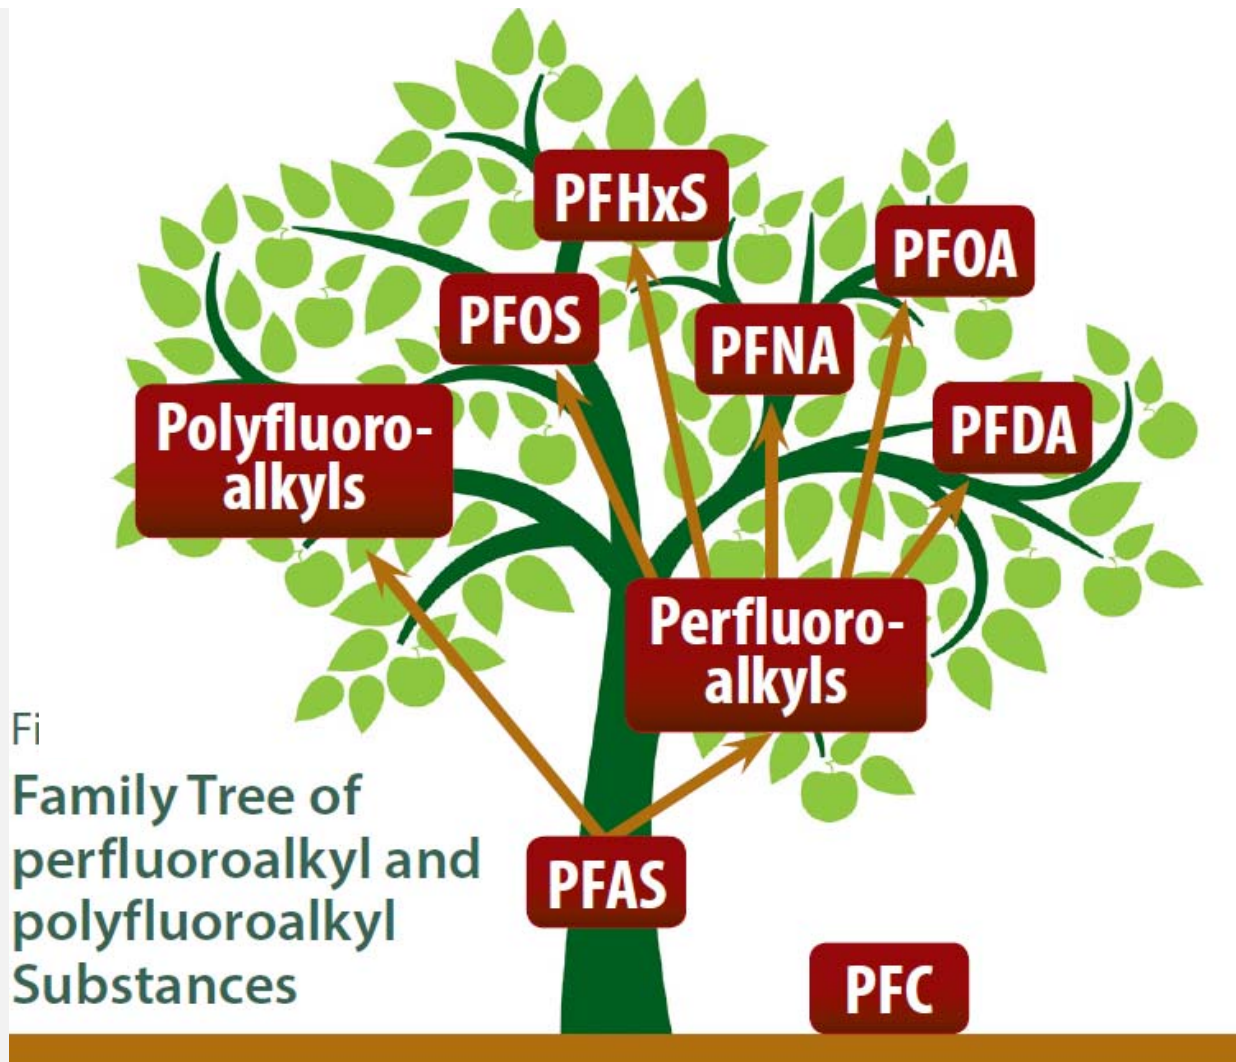 PFHxS
PFOA
PFOS
PFNA
PFDA
Polyfluoro-
alkyls
Perfluoro-
alkyls
Fi
Family Tree of
perfluoroalkyl and
polyfluoroalkyl
Substances
PFAS
PFC